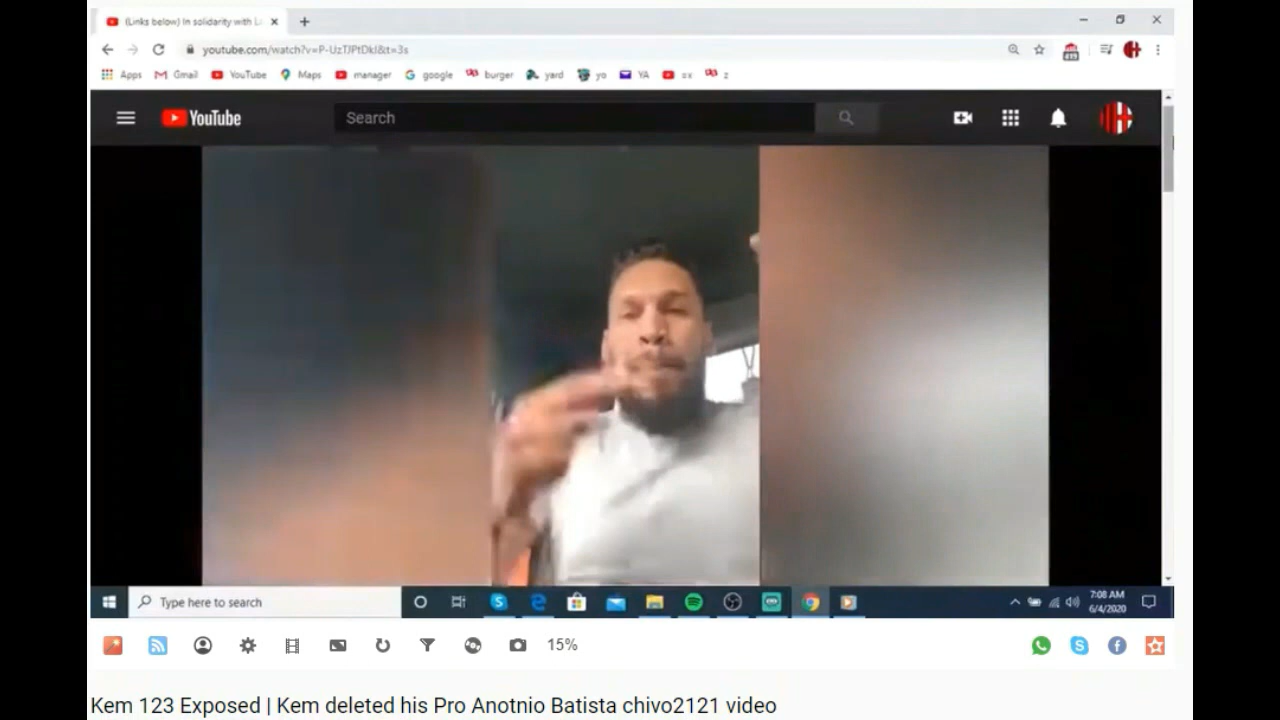 (Links below) In solidarity with L
youtube.com/watch?v=P-UzTJPtDkI&t=3s
Apps Gmail YouTube Maps manager google burger yard yo YA xx z
YouTube
Search
Type here to search
7:08 AM
6/4/2020
15%
Kem 123 Exposed | Kem deleted his Pro Anotnio Batista chivo2121 video